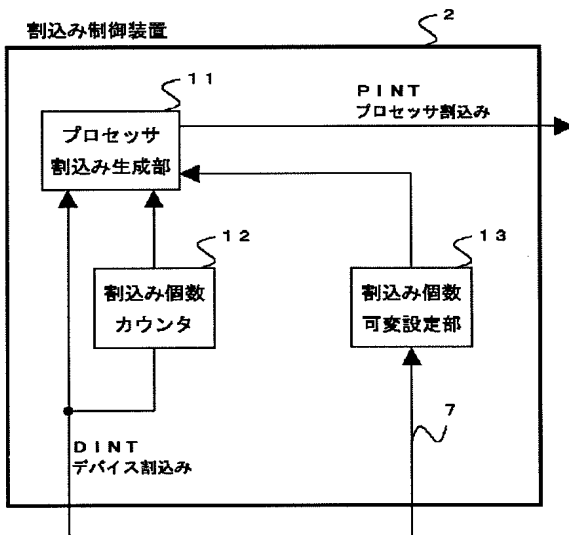 割込み制御装置
2
11
PINT
プロセッサ割込み
プロセッサ
割込み生成部
12
13
割込み個数
カウンタ
割込み個数
可変設定部
7
DINT
デバイス割込み